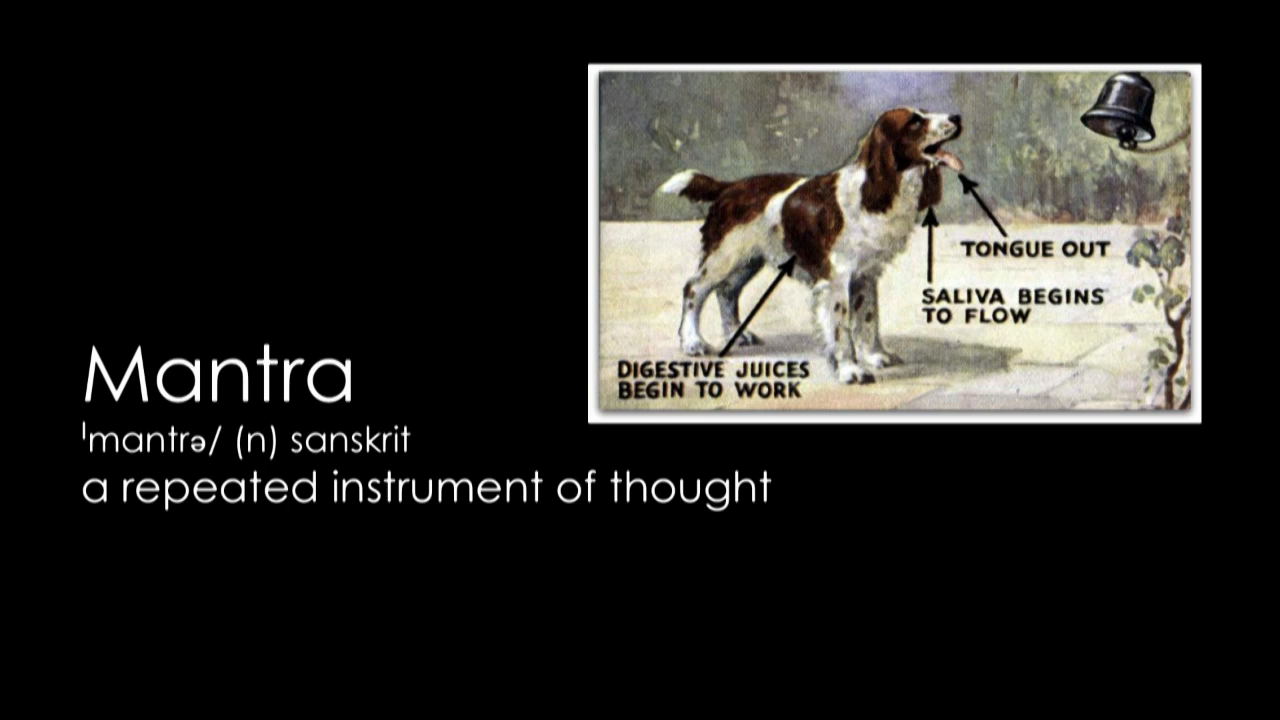 TONGUE OUT
SALIVA BEGINS
TO FLOW
DIGESTIVE JUICES
BEGIN TO WORK
Mantra
ˈmantrə/ (n) sanskrit
a repeated instrument of thought